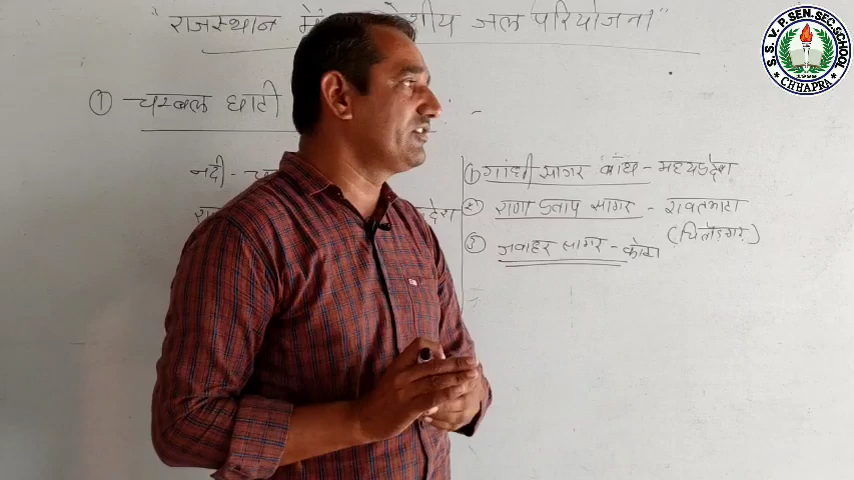 "राजस्थान में शीय जल परियोजना"
① चम्बल घाटी
नदी -
① गांधी सागर बाँध - मध्यप्रदेश
② राणा प्रताप सागर - रावतभाटा
(चितौड़गढ़)
③ जवाहर सागर - कोटा
S. S. V. P. SEN. SEC. SCHOOL
CHHAPRA